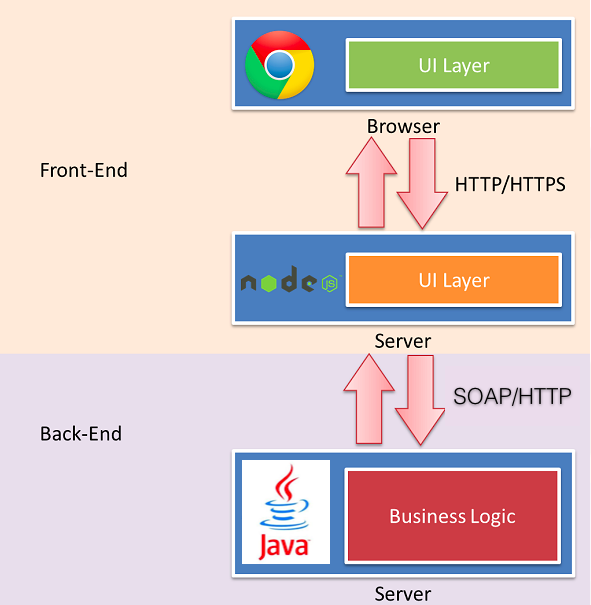 UI Layer
Browser
Front-End
HTTP/HTTPS
node
JS
UI Layer
Server
SOAP/HTTP
Back-End
Business Logic
Java
Server